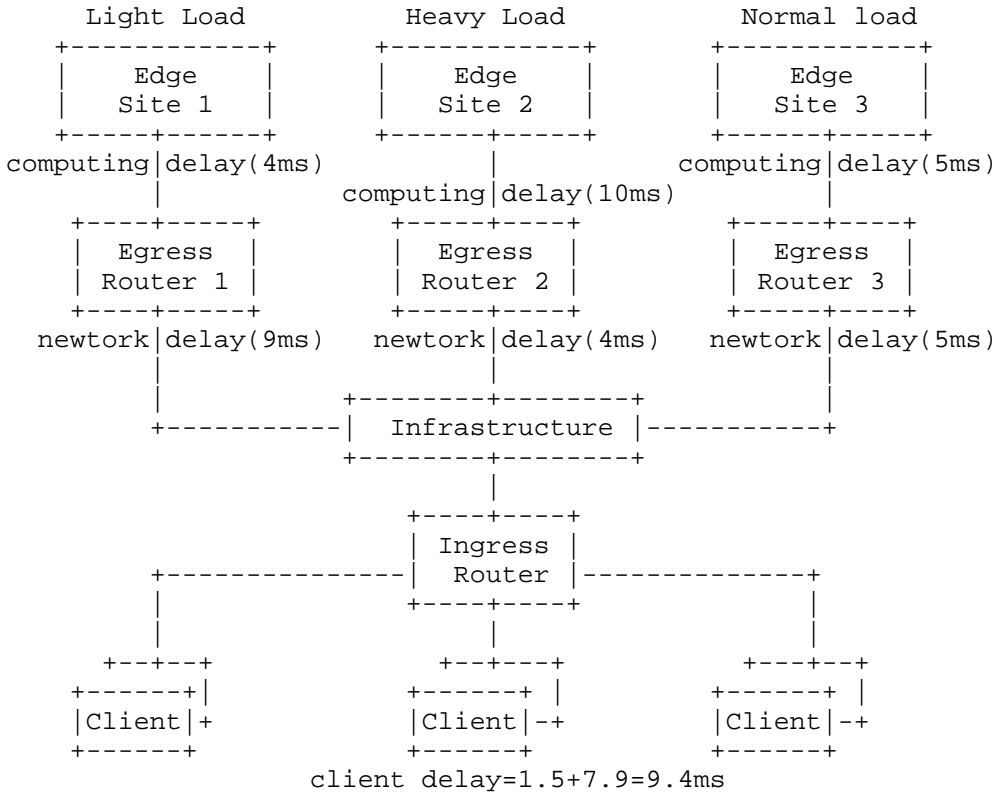 Light Load Heavy Load Normal load
Edge Edge Edge
Site 1 Site 2 Site 3
computing delay(4ms) computing delay(5ms)
computing delay(10ms)
Egress Egress Egress
Router 1 Router 2 Router 3
newtork delay(9ms) newtork delay(4ms) newtork delay(5ms)
Infrastructure
Ingress
Router
Client Client Client
client delay=1.5+7.9=9.4ms